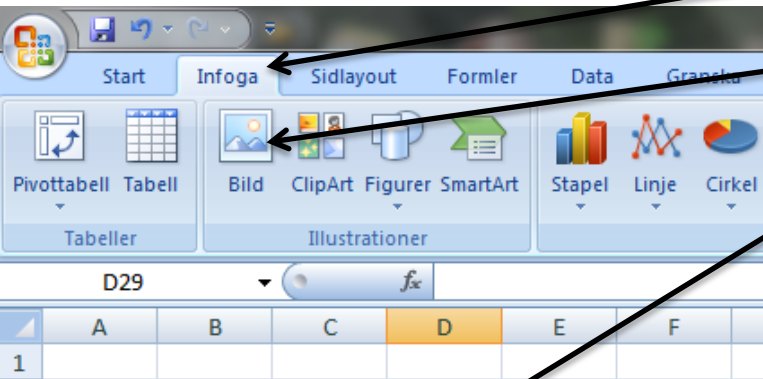 Start Infoga Sidlayout Formler Data Granska
Pivottabell Tabell Bild ClipArt Figurer SmartArt Stapel Linje Cirkel
Tabeller Illustrationer
D29 fx
A B C D E F
1